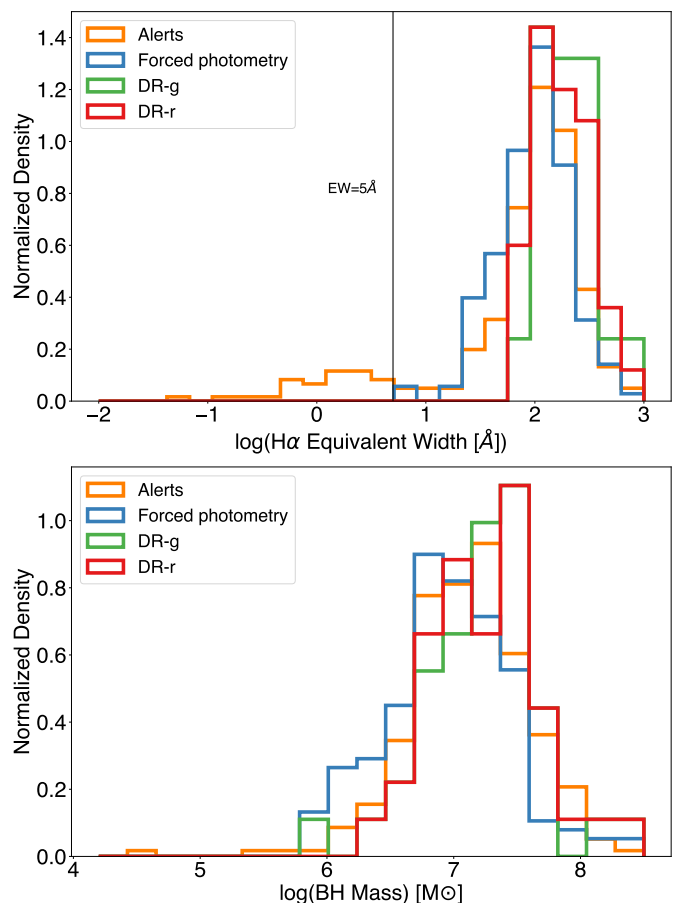 1.4
1.2
1.0
0.8
0.6
0.4
0.2
0.0
Normalized Density
Alerts
Forced photometry
DR-g
DR-r
EW=5Å
−2 −1 0 1 2 3
log(Hα Equivalent Width [Å])
1.0
0.8
0.6
0.4
0.2
0.0
Normalized Density
Alerts
Forced photometry
DR-g
DR-r
4 5 6 7 8
log(BH Mass) [M⊙]